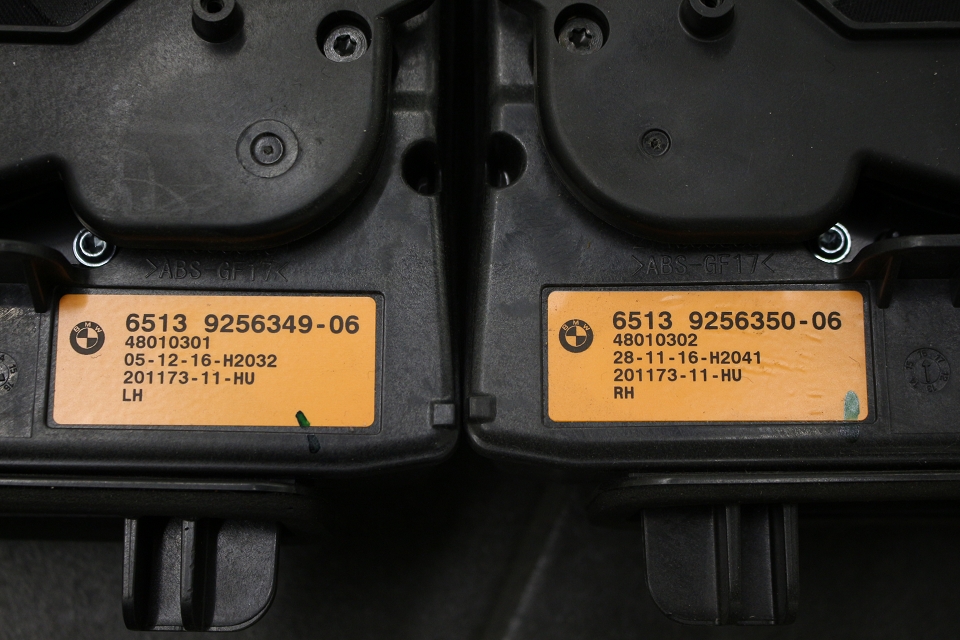 >ABS-GF17<
BMW
6513 9256349-06
48010301
05-12-16-H2032
201173-11-HU
LH
>ABS-GF17<
BMW
6513 9256350-06
48010302
28-11-16-H2041
201173-11-HU
RH